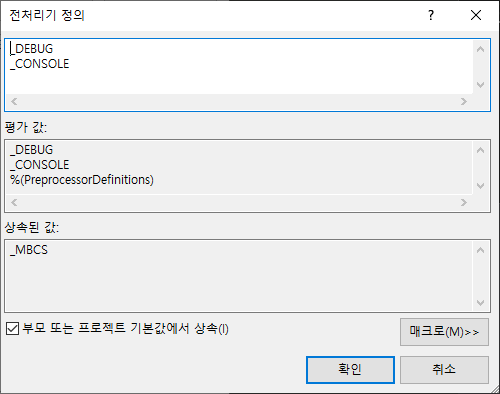 전처리기 정의
?
_DEBUG
_CONSOLE
평가 값:
_DEBUG
_CONSOLE
%(PreprocessorDefinitions)
상속된 값:
_MBCS
부모 또는 프로젝트 기본값에서 상속(I)
매크로(M)>>
확인
취소